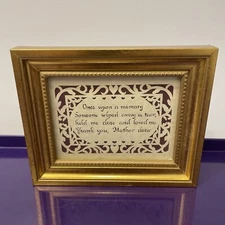 Once upon a memory
Someone wiped away a tear,
held me close and loved me,
Thank you, Mother dear